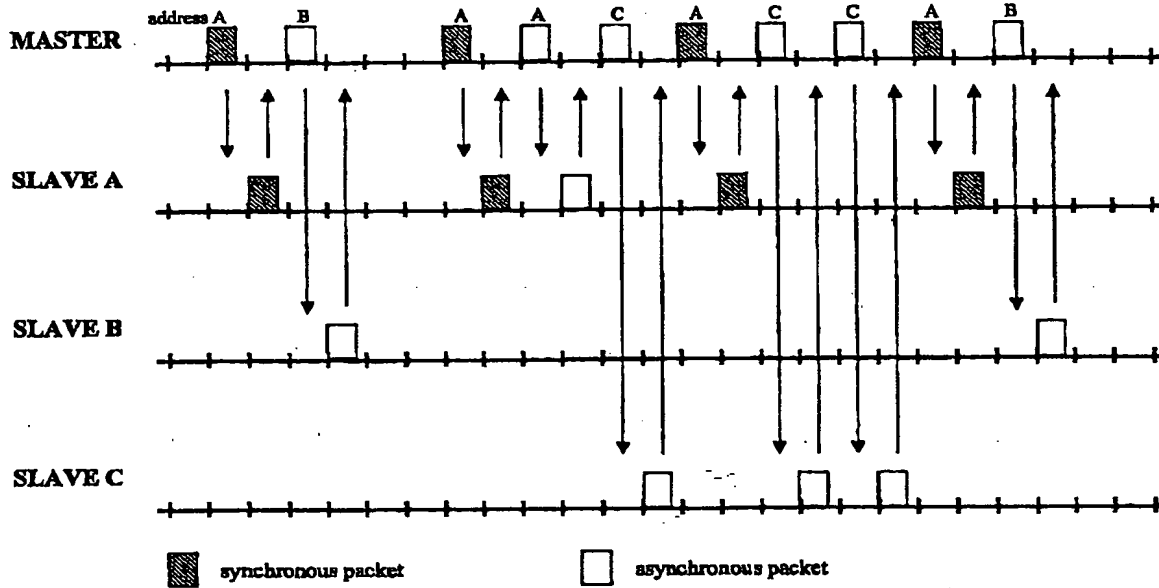 address A B A A C A C C A B
MASTER
SLAVE A
SLAVE B
SLAVE C
synchronous packet asynchronous packet